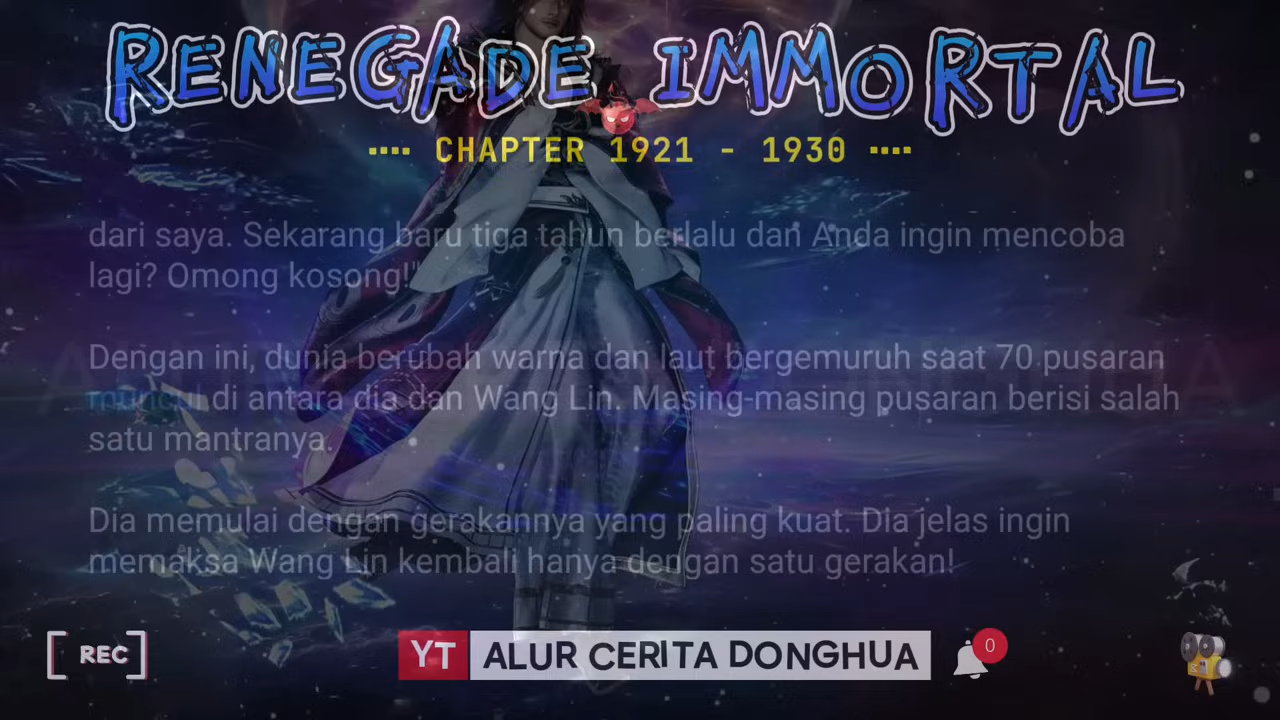 RENEGADE IMMORTAL
CHAPTER 1921 - 1930
dari saya. Sekarang baru tiga tahun berlalu dan Anda ingin mencoba
lagi? Omong kosong!"
Dengan ini, dunia berubah warna dan laut bergemuruh saat 70 pusaran
muncul di antara dia dan Wang Lin. Masing-masing pusaran berisi salah
satu mantranya.
Dia memulai dengan gerakannya yang paling kuat. Dia jelas ingin
memaksa Wang Lin kembali hanya dengan satu gerakan!
REC
YT ALUR CERITA DONGHUA
0